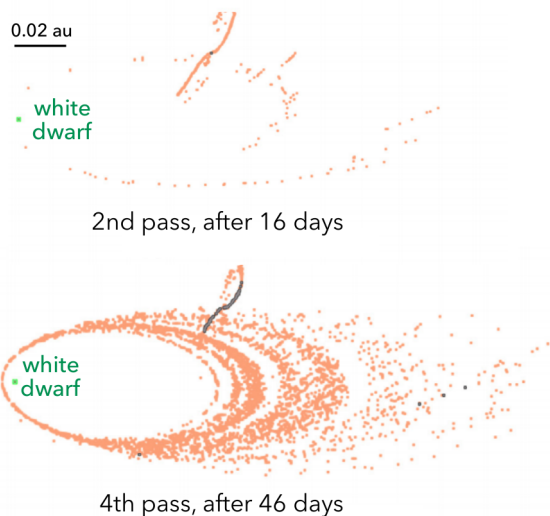 0.02 au
white
dwarf
2nd pass, after 16 days
white
dwarf
4th pass, after 46 days